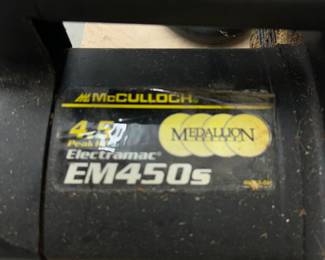 McCULLOCH
4.5
Peak
MEDALLION
Electramac®
EM450s